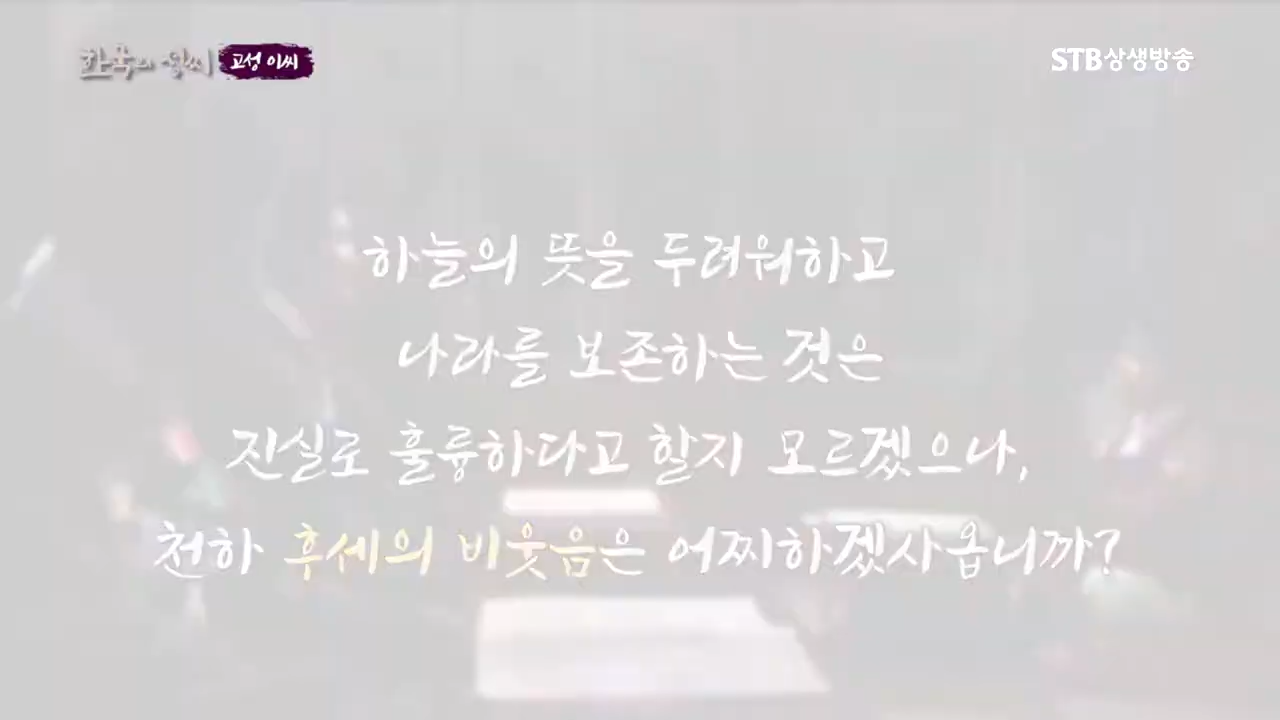 한국의 성씨 고성 이씨
STB상생방송
하늘의 뜻을 두려워하고
나라를 보존하는 것은
진실로 훌륭하다고 할지 모르겠으나,
천하 후세의 비웃음은 어찌하겠사옵니까?